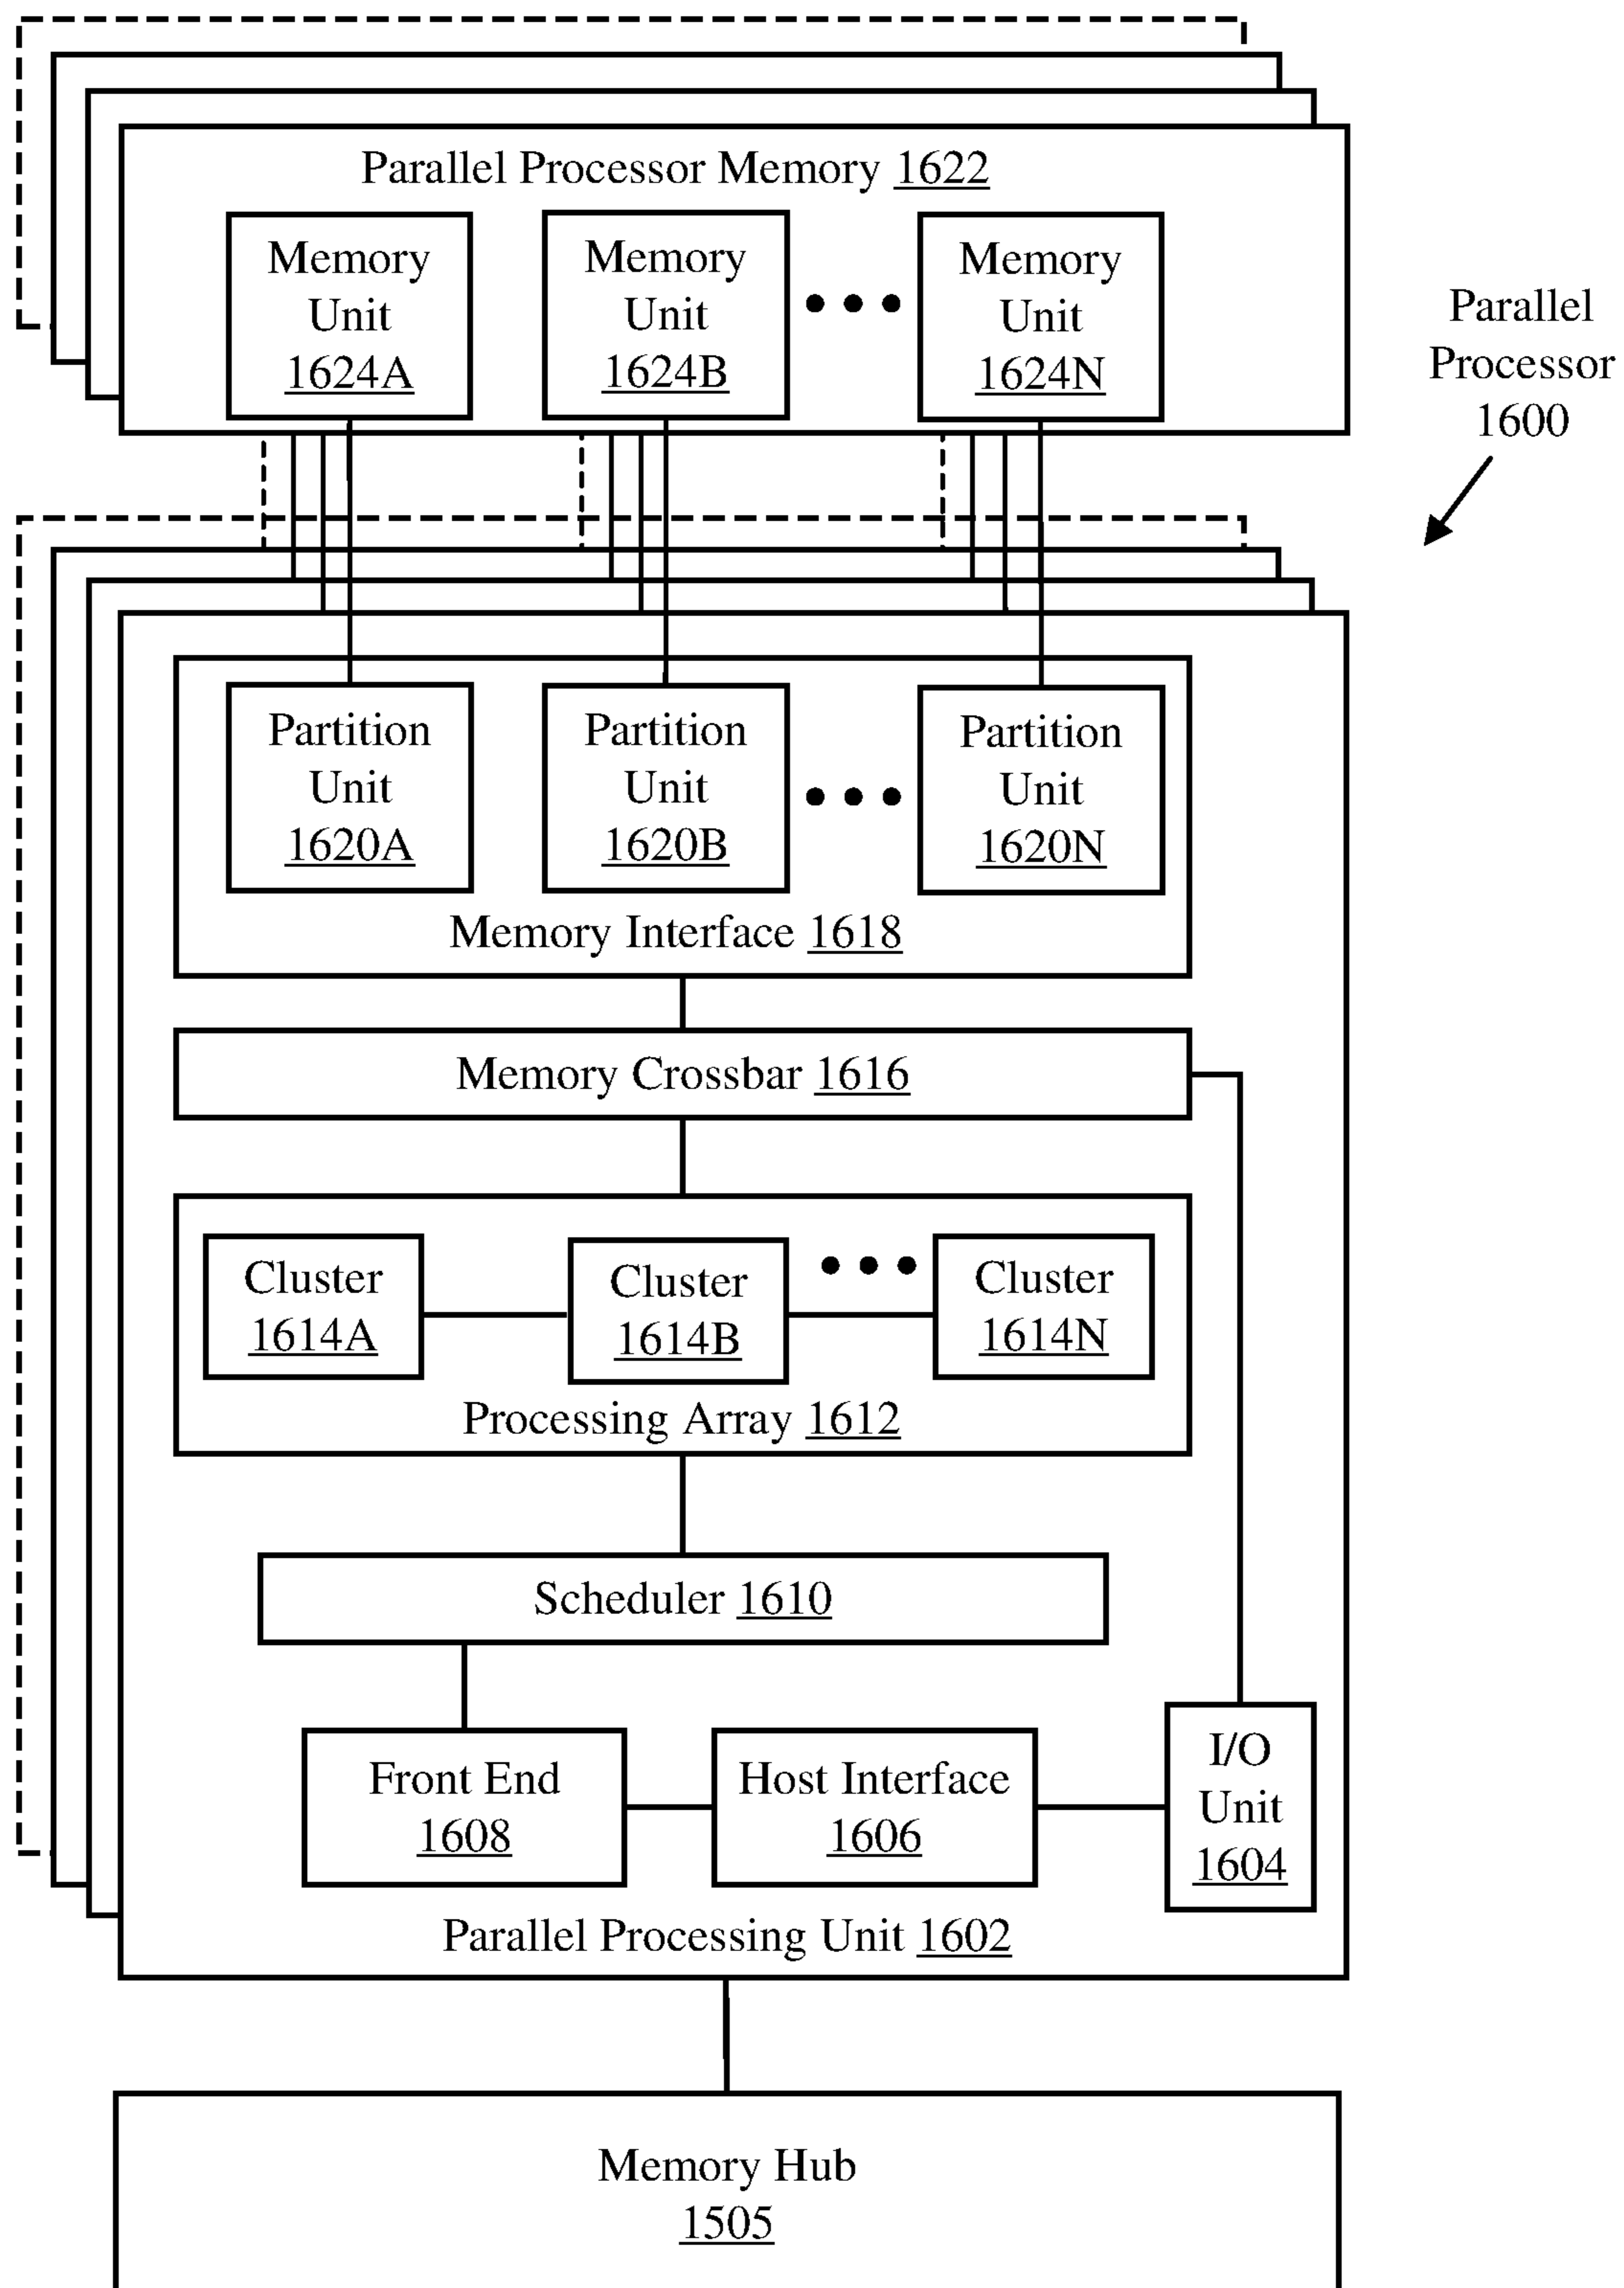 Parallel Processor Memory 1622
Memory
Unit
1624A
Memory
Unit
1624B
Memory
Unit
1624N
Parallel
Processor
1600
Partition
Unit
1620A
Partition
Unit
1620B
Partition
Unit
1620N
Memory Interface 1618
Memory Crossbar 1616
Cluster
1614A
Cluster
1614B
Cluster
1614N
Processing Array 1612
Scheduler 1610
Front End
1608
Host Interface
1606
I/O
Unit
1604
Parallel Processing Unit 1602
Memory Hub
1505